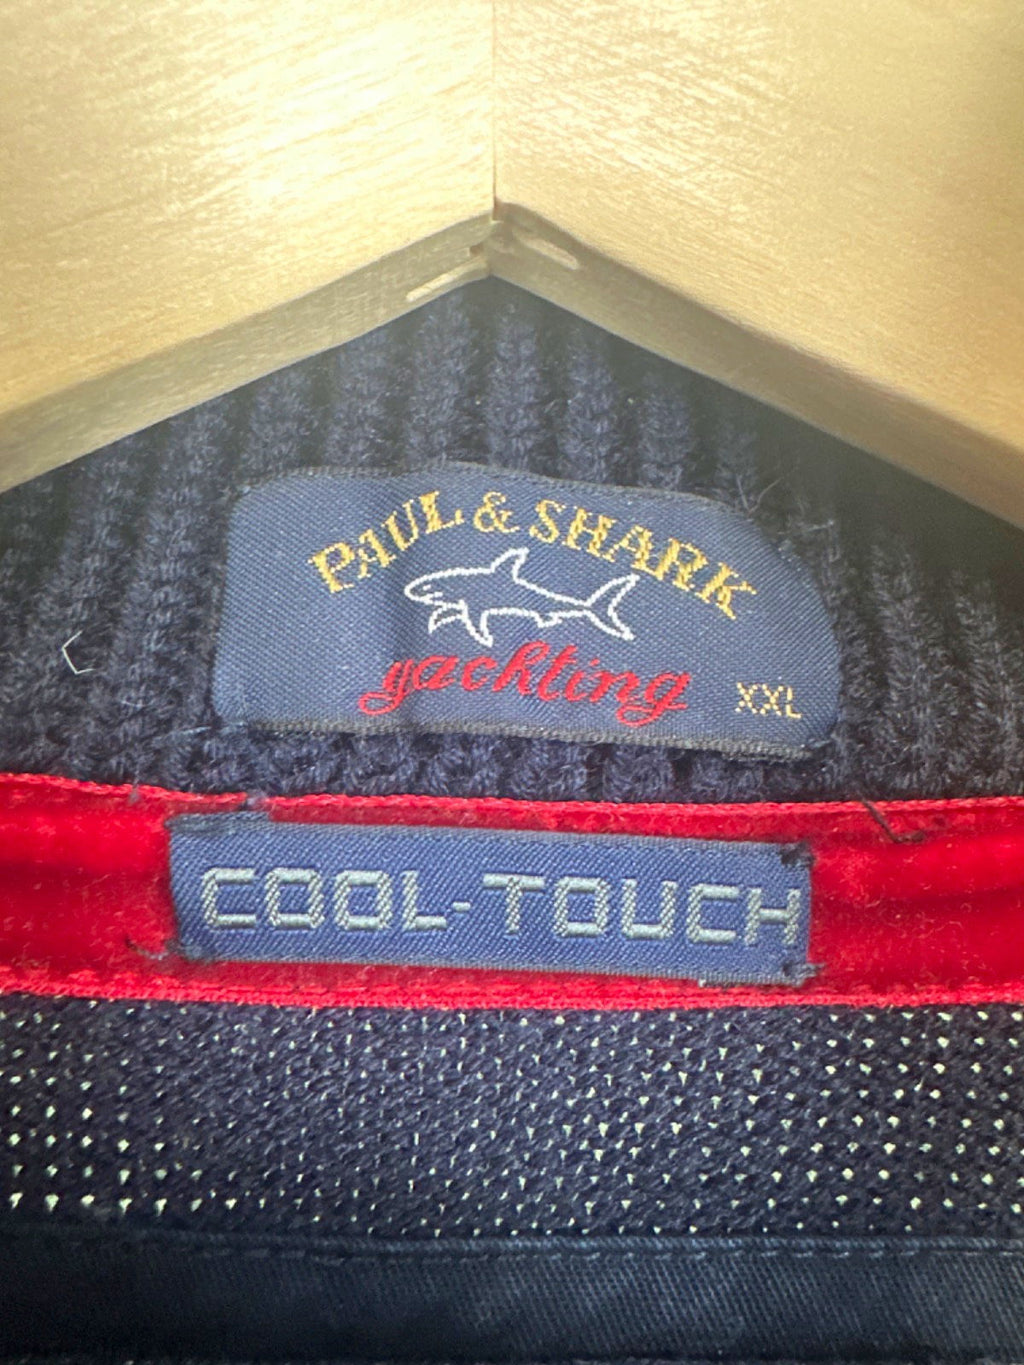 PAUL & SHARK
yachting
XXL
COOL-TOUCH